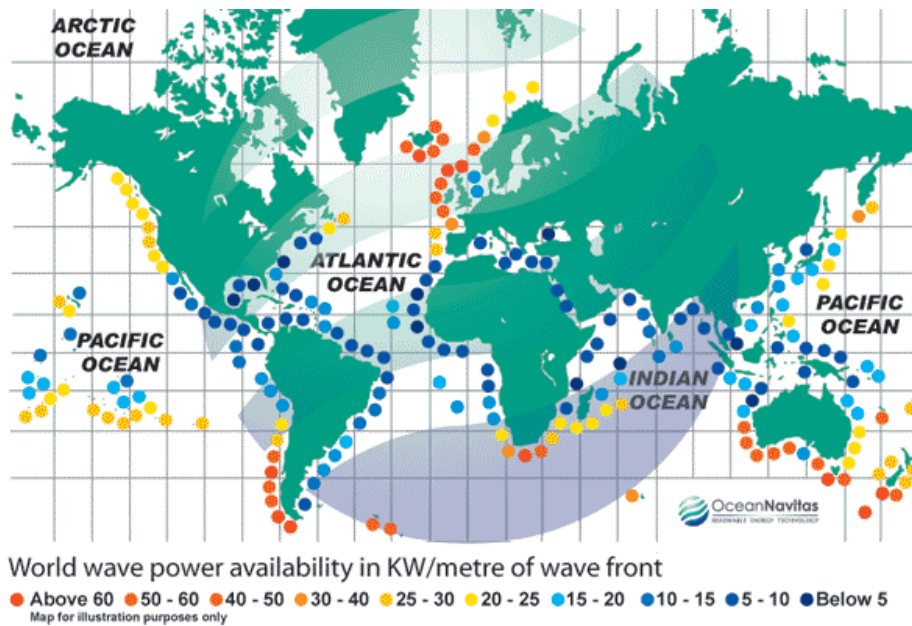 ARCTIC
OCEAN
ATLANTIC
OCEAN
PACIFIC
OCEAN
PACIFIC
OCEAN
INDIAN
OCEAN
OceanNavitas
RENEWABLE ENERGY TECHNOLOGY
World wave power availability in KW/metre of wave front
Above 60 50 - 60 40 - 50 30 - 40 25 - 30 20 - 25 15 - 20 10 - 15 5 - 10 Below 5
Map for illustration purposes only